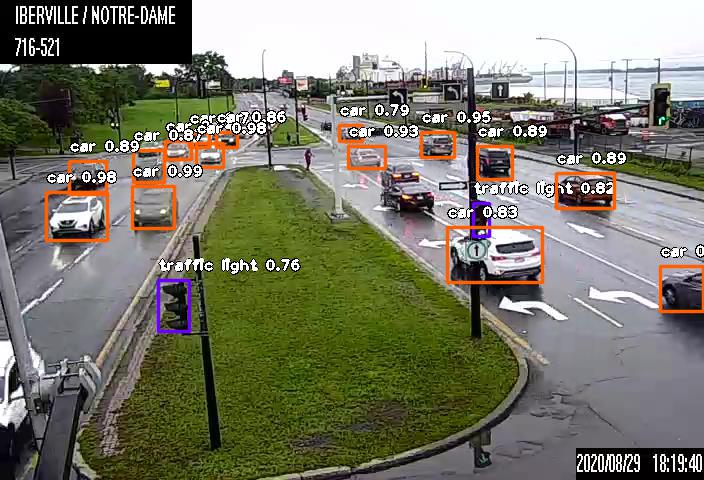 IBERVILLE / NOTRE-DAME
716-521
car 0.86
car 0.98
car 0.79
car 0.95
car 0.89
car 0.93
car 0.89
car 0.89
car 0.98
car 0.99
traffic light 0.82
car 0.83
car 0
traffic light 0.76
2020/08/29 18:19:40